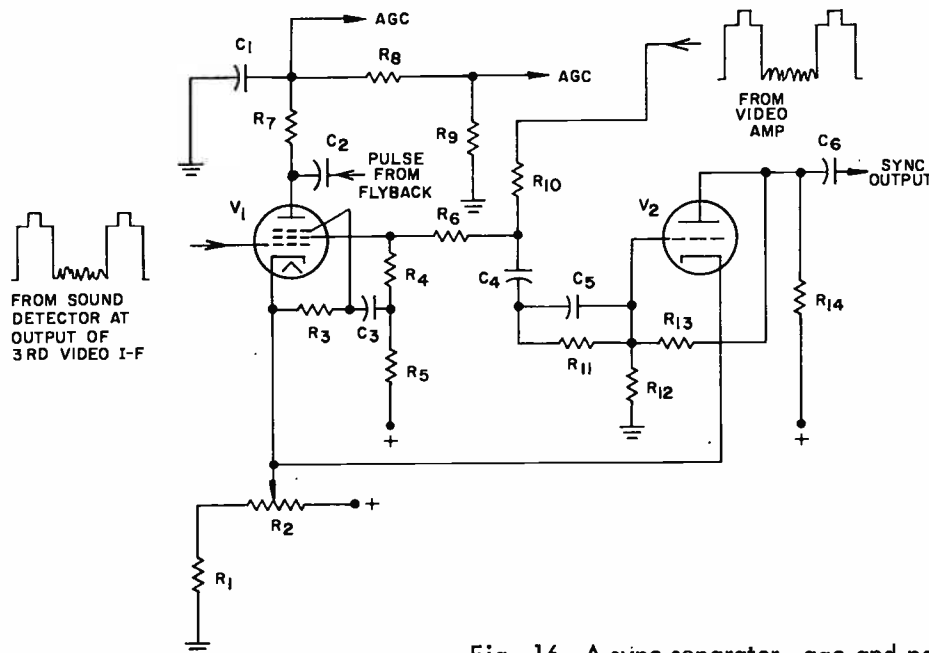 AGC
C1
R8
AGC
FROM
VIDEO
AMP
R7
R9
C2
PULSE
FROM
FLYBACK
R10
C6
SYNC
OUTPUT
V1
R6
V2
FROM SOUND
DETECTOR AT
OUTPUT OF
3RD VIDEO I-F
R4
C4
C5
R14
R3
C3
R13
R11
R5
R12
+
+
R2
+
R1
Fig. 16 A sync separator, agc and no